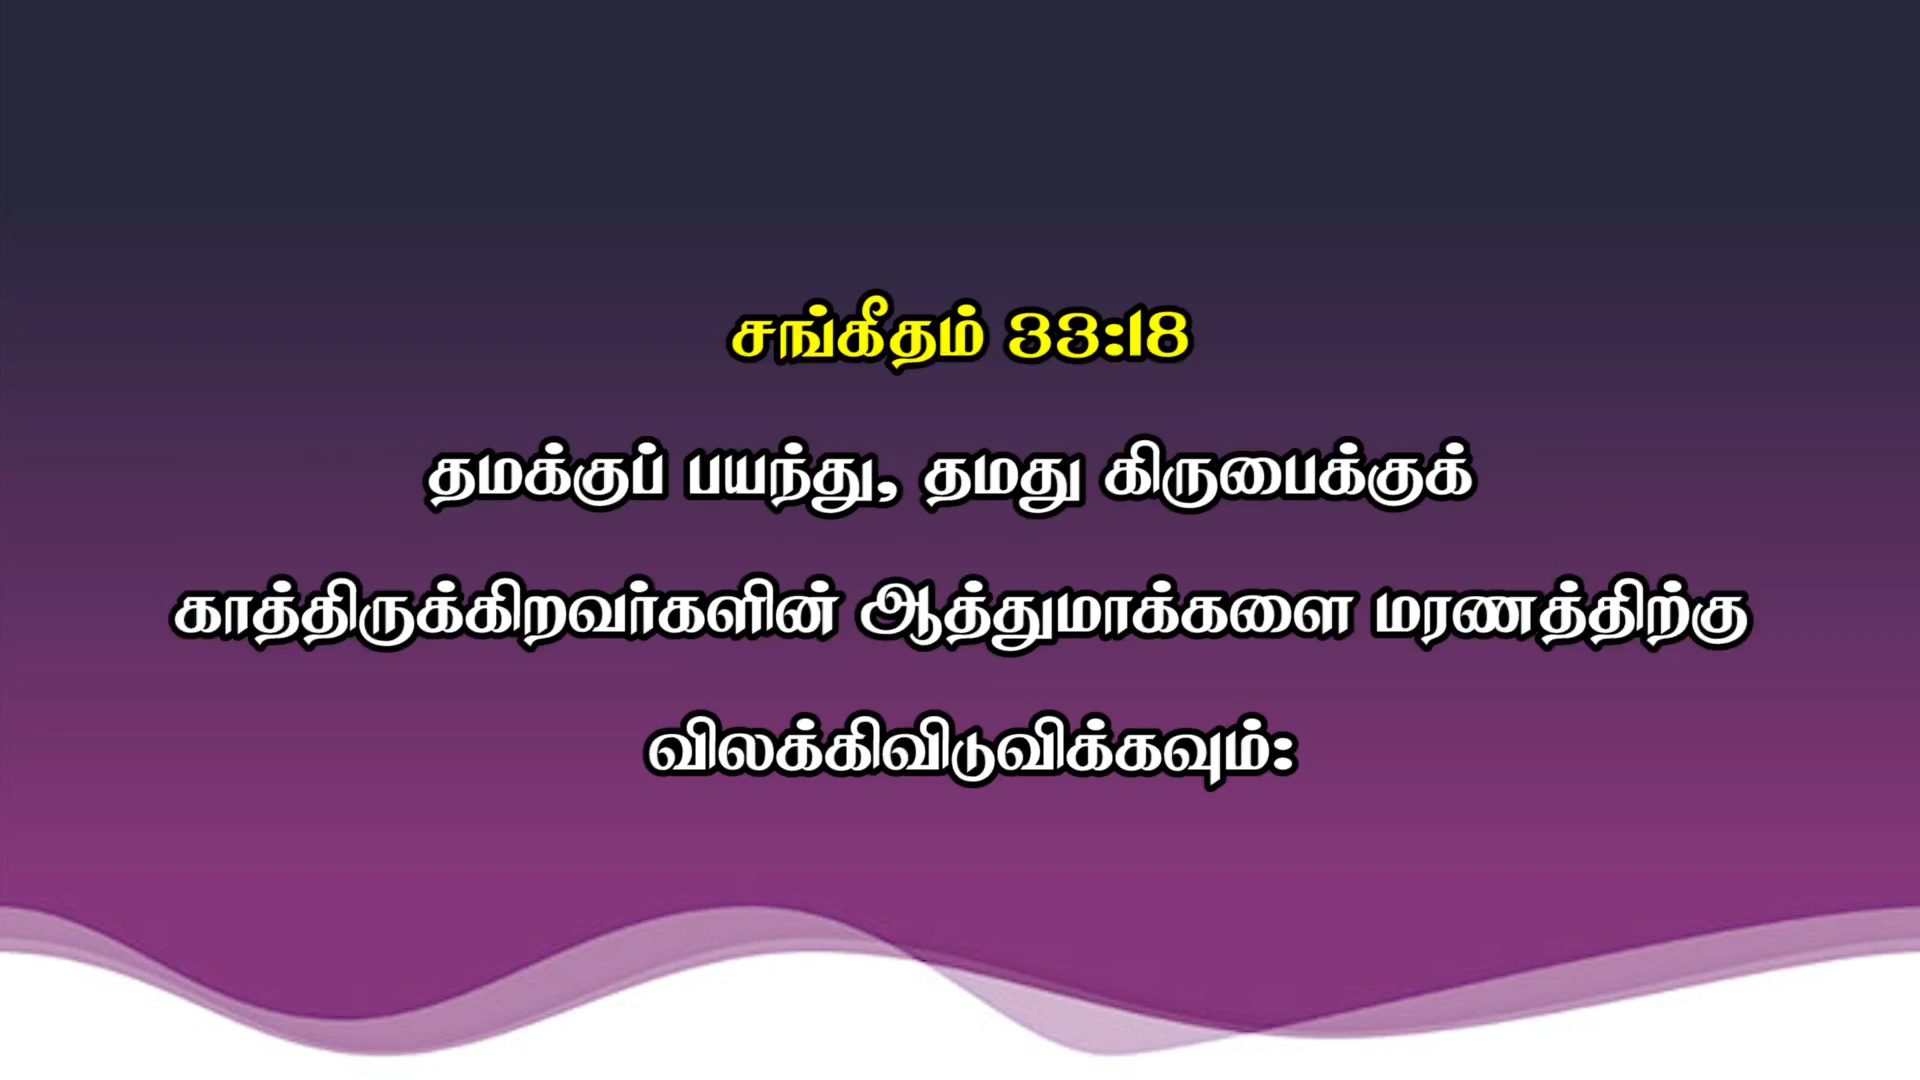 சங்கீதம் 33:18
தமக்குப் பயந்து, தமது கிருபைக்குக்
காத்திருக்கிறவர்களின் ஆத்துமாக்களை மரணத்திற்கு
விலக்கிவிடுவிக்கவும்: